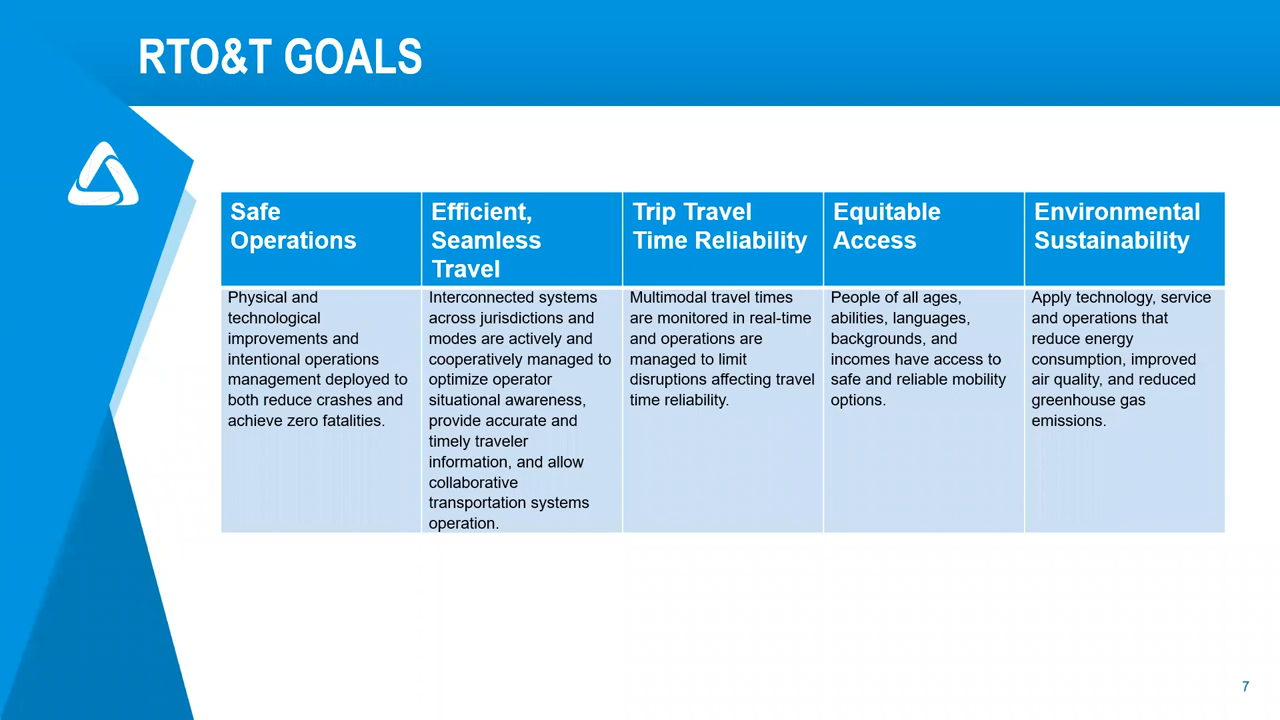 RTO&T GOALS
Safe
Operations
Efficient,
Seamless
Travel
Trip Travel
Time Reliability
Equitable
Access
Environmental
Sustainability
Physical and
technological
improvements and
intentional operations
management deployed to
both reduce crashes and
achieve zero fatalities.
Interconnected systems
across jurisdictions and
modes are actively and
cooperatively managed to
optimize operator
situational awareness,
provide accurate and
timely traveler
information, and allow
collaborative
transportation systems
operation.
Multimodal travel times
are monitored in real-time
and operations are
managed to limit
disruptions affecting travel
time reliability.
People of all ages,
abilities, languages,
backgrounds, and
incomes have access to
safe and reliable mobility
options.
Apply technology, service
and operations that
reduce energy
consumption, improved
air quality, and reduced
greenhouse gas
emissions.
7